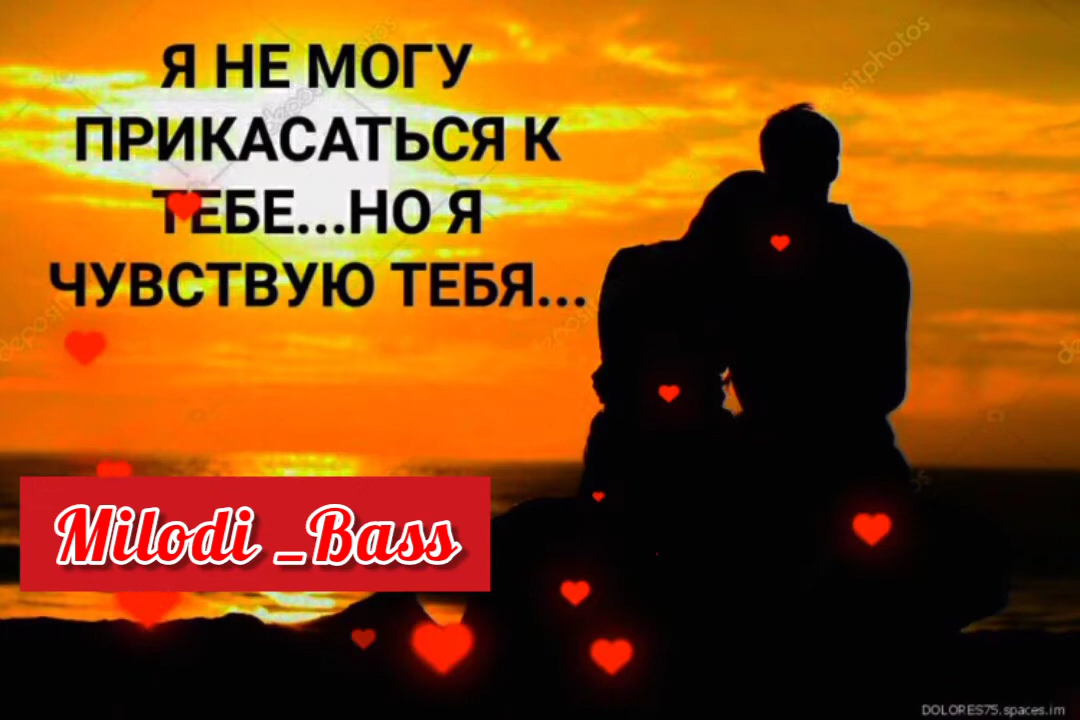 Я НЕ МОГУ
ПРИКАСАТЬСЯ К
ТЕБЕ...НО Я
ЧУВСТВУЮ ТЕБЯ...
Milodi _Bass
DOLORES75.spaces.im